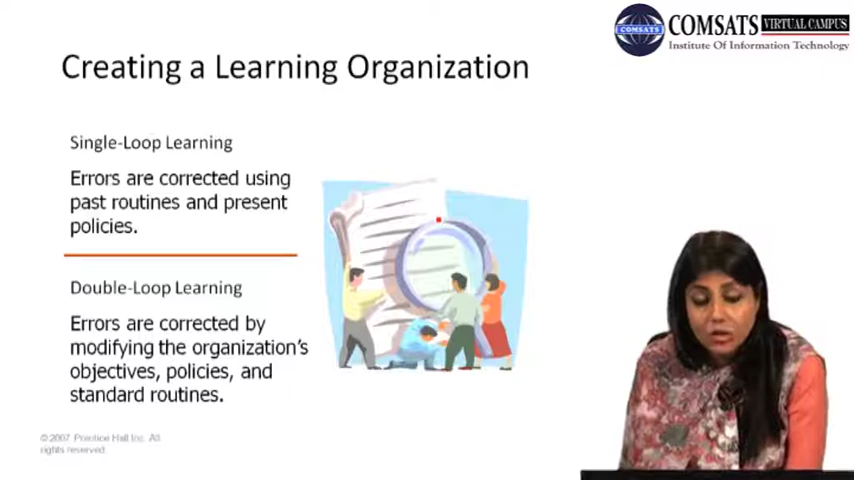 COMSATS VIRTUAL CAMPUS
COMSATS
Institute Of Information Technology
Creating a Learning Organization
Single-Loop Learning
Errors are corrected using
past routines and present
policies.
Double-Loop Learning
Errors are corrected by
modifying the organization's
objectives, policies, and
standard routines.
© 2007 Prentice Hall Inc. All
rights reserved.